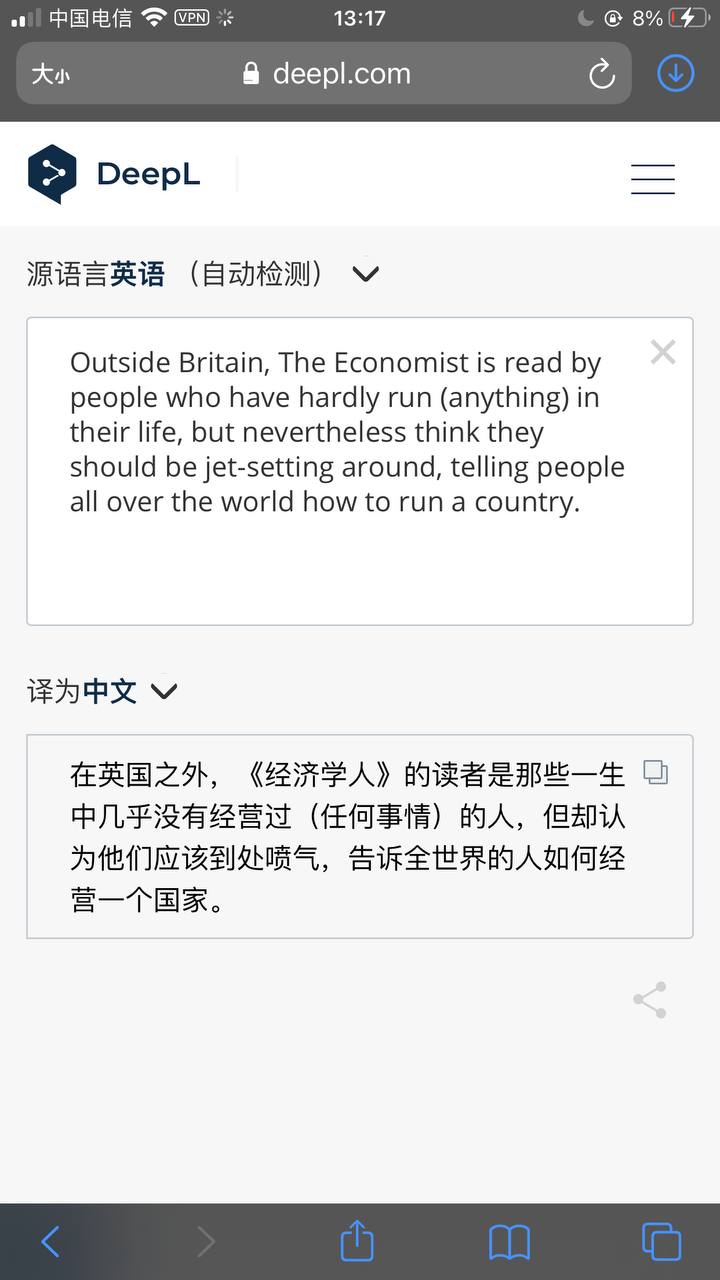 中国电信 VPN 13:17 8%
大小 deepl.com
DeepL
源语言英语 （自动检测）
Outside Britain, The Economist is read by
people who have hardly run (anything) in
their life, but nevertheless think they
should be jet-setting around, telling people
all over the world how to run a country.
译为中文
在英国之外，《经济学人》的读者是那些一生
中几乎没有经营过（任何事情）的人，但却认
为他们应该到处喷气，告诉全世界的人如何经
营一个国家。